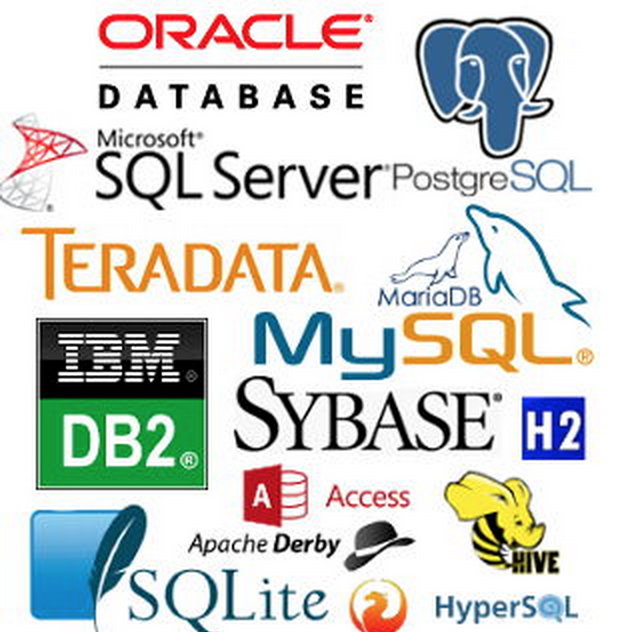 ORACLE®
DATABASE
Microsoft®
SQL Server®
PostgreSQL
TERADATA®
MariaDB
MySQL®
IBM®
DB2®
SYBASE®
H2
A Access
Apache Derby
HIVE
SQLite
HyperSQL